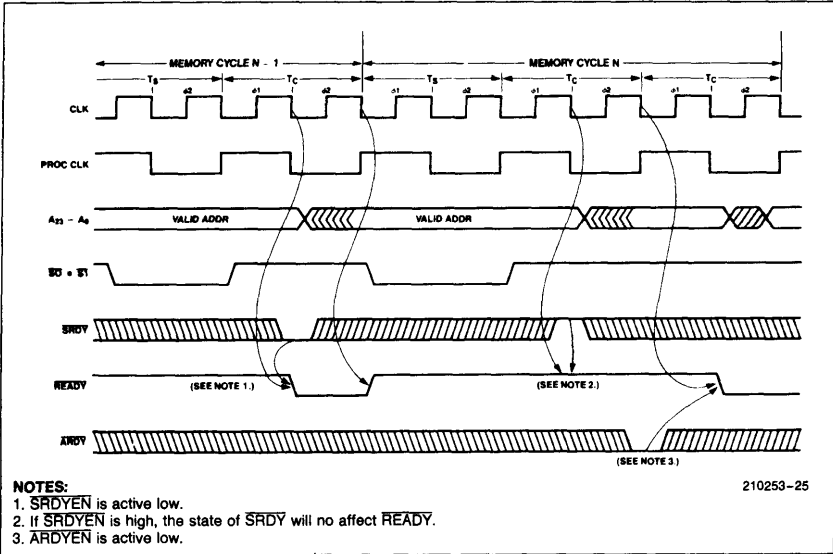 MEMORY CYCLE N - 1 MEMORY CYCLE N
TS TC TS TC TC
φ2 φ1 φ2 φ1 φ2 φ1 φ2 φ1 φ2
CLK
PROC CLK
A23 - A0 VALID ADDR VALID ADDR
S0 • S1
SRDY
READY (SEE NOTE 1.) (SEE NOTE 2.)
ARDY
(SEE NOTE 3.)
NOTES:
210253-25
1. SRDYEN is active low.
2. If SRDYEN is high, the state of SRDY will no affect READY.
3. ARDYEN is active low.